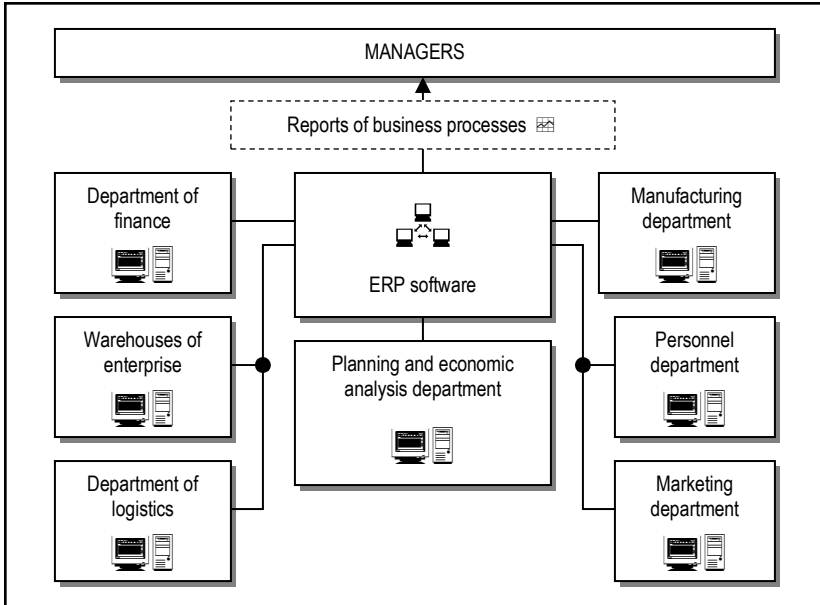 MANAGERS
Reports of business processes
Department of
finance
ERP software
Manufacturing
department
Warehouses of
enterprise
Planning and economic
analysis department
Personnel
department
Department of
logistics
Marketing
department